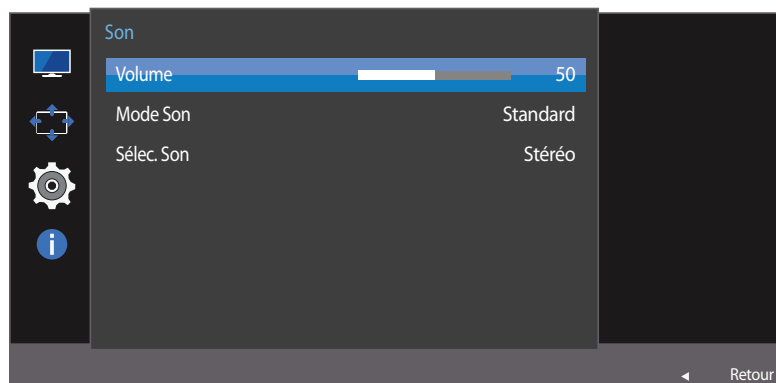 Son
Volume 50
Mode Son Standard
Sélec. Son Stéréo
Retour